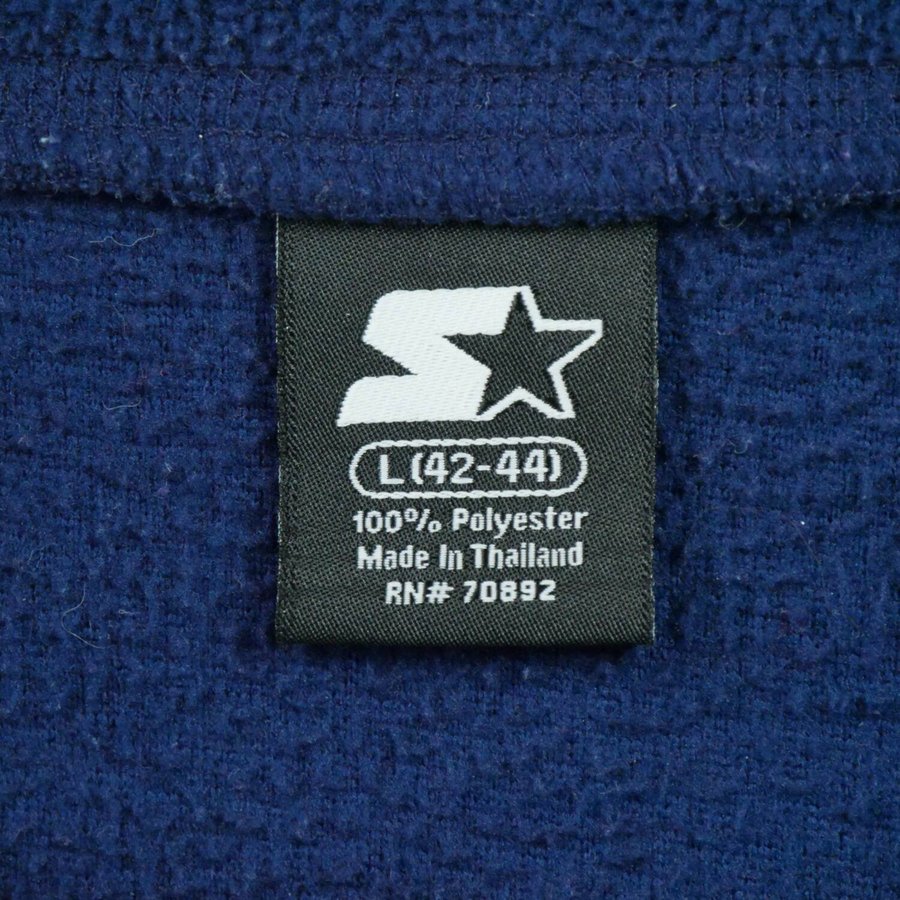 L (42-44)
100% Polyester
Made In Thailand
RN# 70892